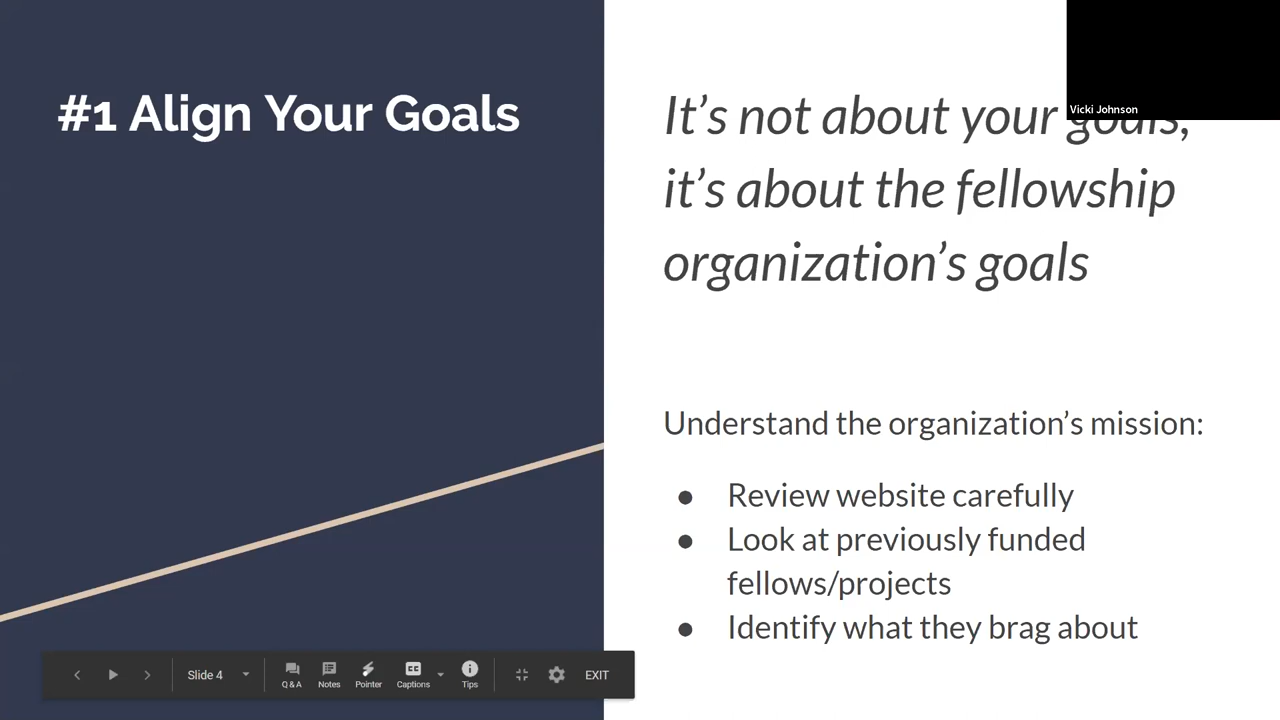 #1 Align Your Goals
It's not about your goals,
it's about the fellowship
organization's goals
Vicki Johnson
Understand the organization's mission:
● Review website carefully
● Look at previously funded
fellows/projects
● Identify what they brag about
Slide 4
Q & A
Notes
Pointer
CC
Captions
Tips
EXIT